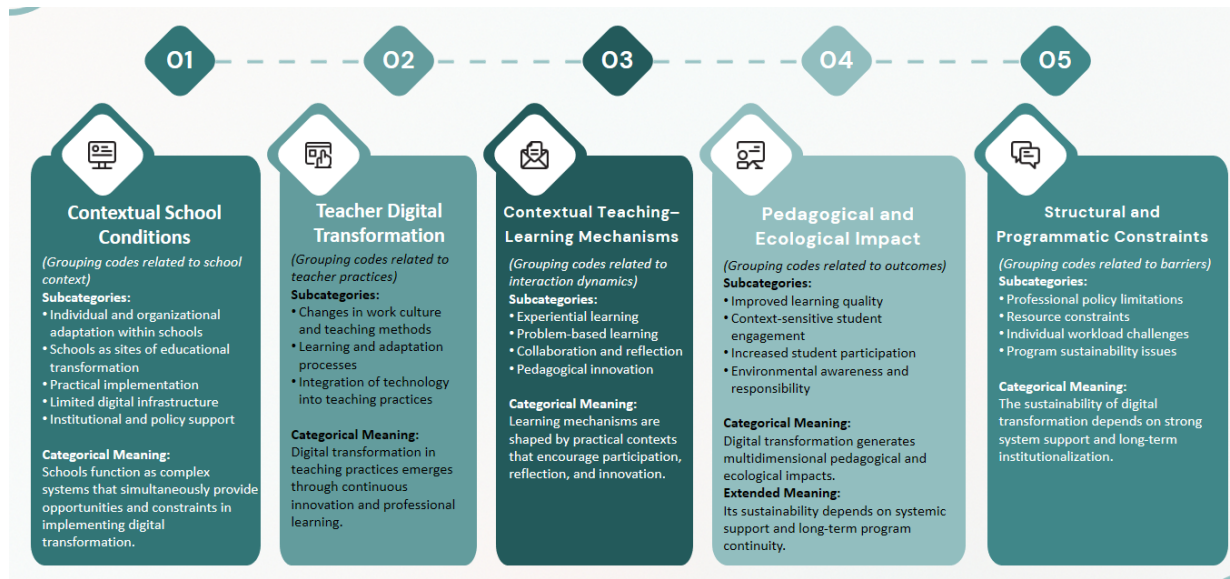 01
02
03
04
05
Contextual School
Conditions
(Grouping codes related to school
context)
Subcategories:
• Individual and organizational
adaptation within schools
• Schools as sites of educational
transformation
• Practical implementation
• Limited digital infrastructure
• Institutional and policy support
Categorical Meaning:
Schools function as complex
systems that simultaneously provide
opportunities and constraints in
implementing digital
transformation.
Teacher Digital
Transformation
(Grouping codes related to
teacher practices)
Subcategories:
• Changes in work culture
and teaching methods
• Learning and adaptation
processes
• Integration of technology
into teaching practices
Categorical Meaning:
Digital transformation in
teaching practices emerges
through continuous
innovation and professional
learning.
Contextual Teaching–
Learning Mechanisms
(Grouping codes related to
interaction dynamics)
Subcategories:
• Experiential learning
• Problem-based learning
• Collaboration and reflection
• Pedagogical innovation
Categorical Meaning:
Learning mechanisms are
shaped by practical contexts
that encourage participation,
reflection, and innovation.
Pedagogical and
Ecological Impact
(Grouping codes related to outcomes)
Subcategories:
• Improved learning quality
• Context-sensitive student
engagement
• Increased student participation
• Environmental awareness and
responsibility
Categorical Meaning:
Digital transformation generates
multidimensional pedagogical and
ecological impacts.
Extended Meaning:
Its sustainability depends on systemic
support and long-term program
continuity.
Structural and
Programmatic Constraints
(Grouping codes related to barriers)
Subcategories:
• Professional policy limitations
• Resource constraints
• Individual workload challenges
• Program sustainability issues
Categorical Meaning:
The sustainability of digital
transformation depends on strong
system support and long-term
institutionalization.